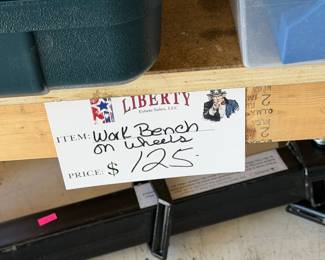 LIBERTY
Estate Sales, LLC
ITEM: Work Bench
on wheels
PRICE: $ 125-